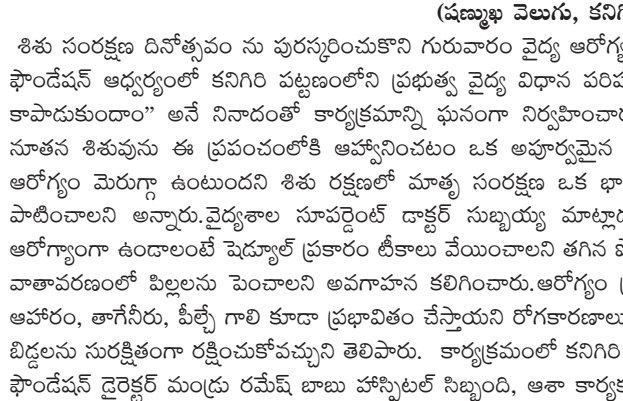 (షణ్ముఖ వెలుగు, కనిగి
శిశు సంరక్షణ దినోత్సవం ను పురస్కరించుకొని గురువారం వైద్య ఆరోగ్య
ఫౌండేషన్ ఆధ్వర్యంలో కనిగిరి పట్టణంలోని ప్రభుత్వ వైద్య విధాన పరిష
కాపాడుకుందాం” అనే నినాదంతో కార్యక్రమాన్ని ఘనంగా నిర్వహించార
నూతన శిశువును ఈ ప్రపంచంలోకి ఆహ్వానించటం ఒక అపూర్వమైన
ఆరోగ్యం మెరుగ్గా ఉంటుందని శిశు రక్షణలో మాతృ సంరక్షణ ఒక భా
పాటించాలని అన్నారు.వైద్యశాల సూపర్డెంట్ డాక్టర్ సుబ్బయ్య మాట్లాడ
ఆరోగ్యాంగా ఉండాలంటే షెడ్యూల్ ప్రకారం టీకాలు వేయించాలని తగిన
వాతావరణంలో పిల్లలను పెంచాలని అవగాహన కలిగించారు.ఆరోగ్యం
ఆహారం, తాగేనీరు, పీల్చే గాలి కూడా ప్రభావితం చేస్తాయని రోగకారణాలు
బిడ్డలను సురక్షితంగా రక్షించుకోవచ్చుని తెలిపారు. కార్యక్రమంలో కనిగిరి
ఫౌండేషన్ డైరెక్టర్ మండ్రు రమేష్ బాబు హాస్పిటల్ సిబ్బంది, ఆశా కార్యక